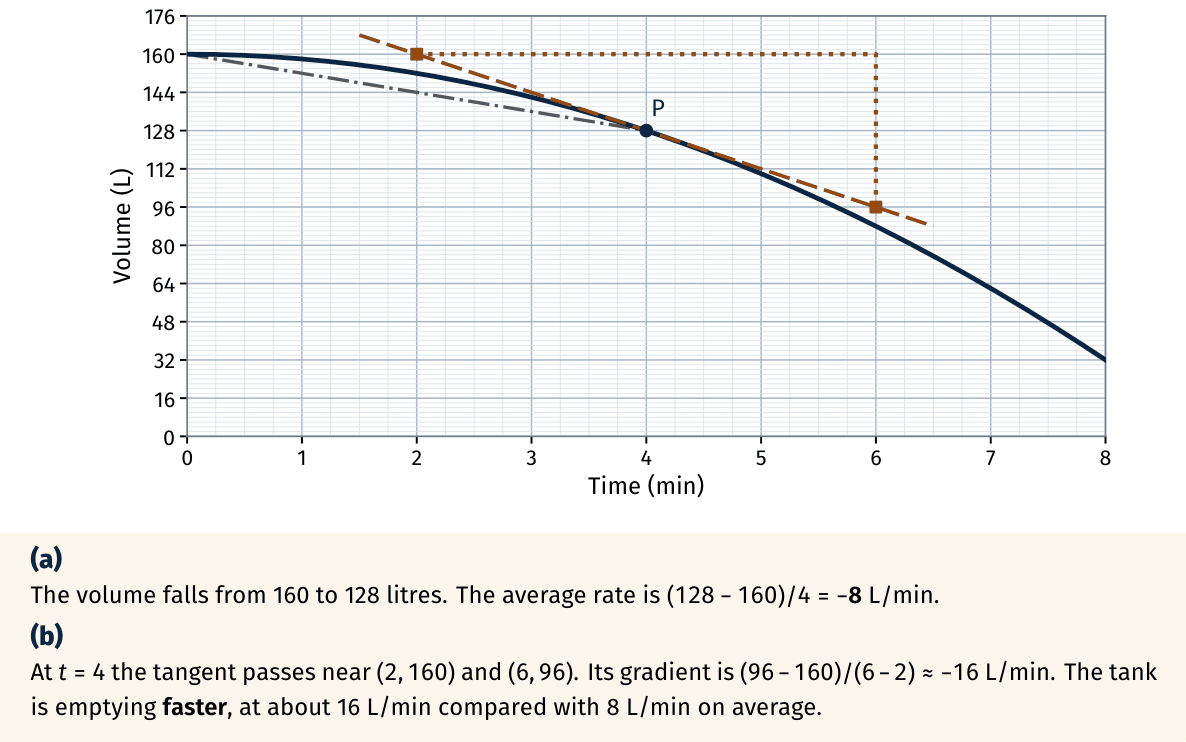 176
160
144
128
112
96
80
64
48
32
16
0
Volume (L)
P
0 1 2 3 4 5 6 7 8
Time (min)
(a)
The volume falls from 160 to 128 litres. The average rate is (128 − 160)/4 = −8 L/min.
(b)
At t = 4 the tangent passes near (2, 160) and (6, 96). Its gradient is (96 − 160)/(6 − 2) ≈ −16 L/min. The tank
is emptying faster, at about 16 L/min compared with 8 L/min on average.